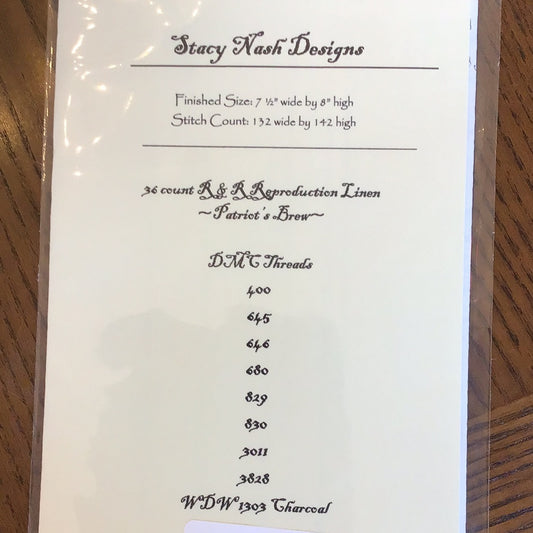 Stacy Nash Designs
Finished Size: 7 ½" wide by 8" high
Stitch Count: 132 wide by 142 high
36 count R & R Reproduction Linen
~Patriot's Brew~
DMC Threads
400
645
646
680
829
830
3011
3828
WDW 1303 Charcoal